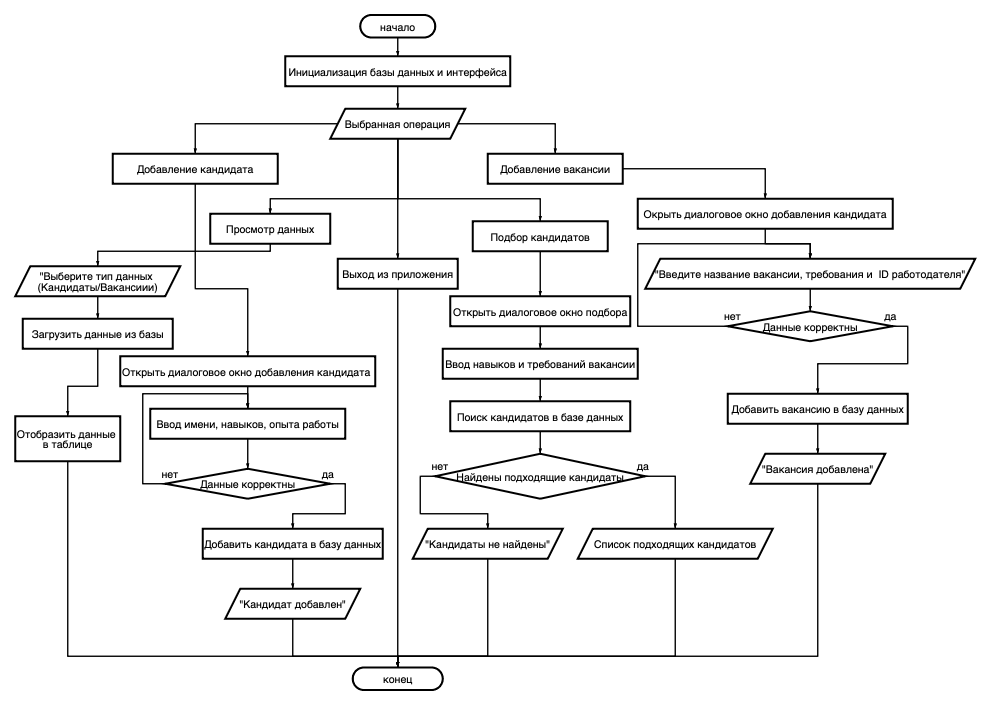 начало
Инициализация базы данных и интерфейса
Выбранная операция
Добавление кандидата
Добавление вакансии
Просмотр данных
Подбор кандидатов
Окрыть диалоговое окно добавления кандидата
"Выберите тип данных
(Кандидаты/Вакансиии)
Выход из приложения
"Введите название вакансии, требования и  ID работодателя"
Загрузить данные из базы
Открыть диалоговое окно подбора
нет
Данные корректны
да
Открыть диалоговое окно добавления кандидата
Ввод навыков и требований вакансии
Отобразить данные
в таблице
Ввод имени, навыков, опыта работы
Поиск кандидатов в базе данных
Добавить вакансию в базу данных
нет
Данные корректны
да
нет
Найдены подходящие кандидаты
да
"Вакансия добавлена"
Добавить кандидата в базу данных
"Кандидаты не найдены"
Список подходящих кандидатов
"Кандидат добавлен"
конец